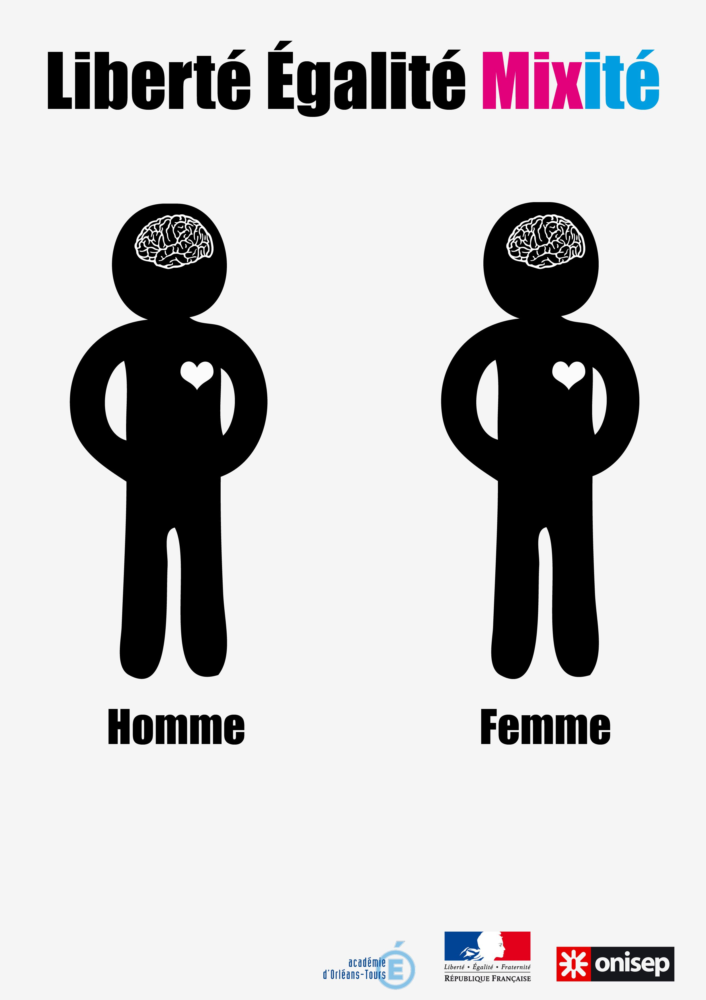 Liberté Égalité Mixité
Homme
Femme
académie
d'Orléans-Tours
É
Liberté • Égalité • Fraternité
RÉPUBLIQUE FRANÇAISE
onisep